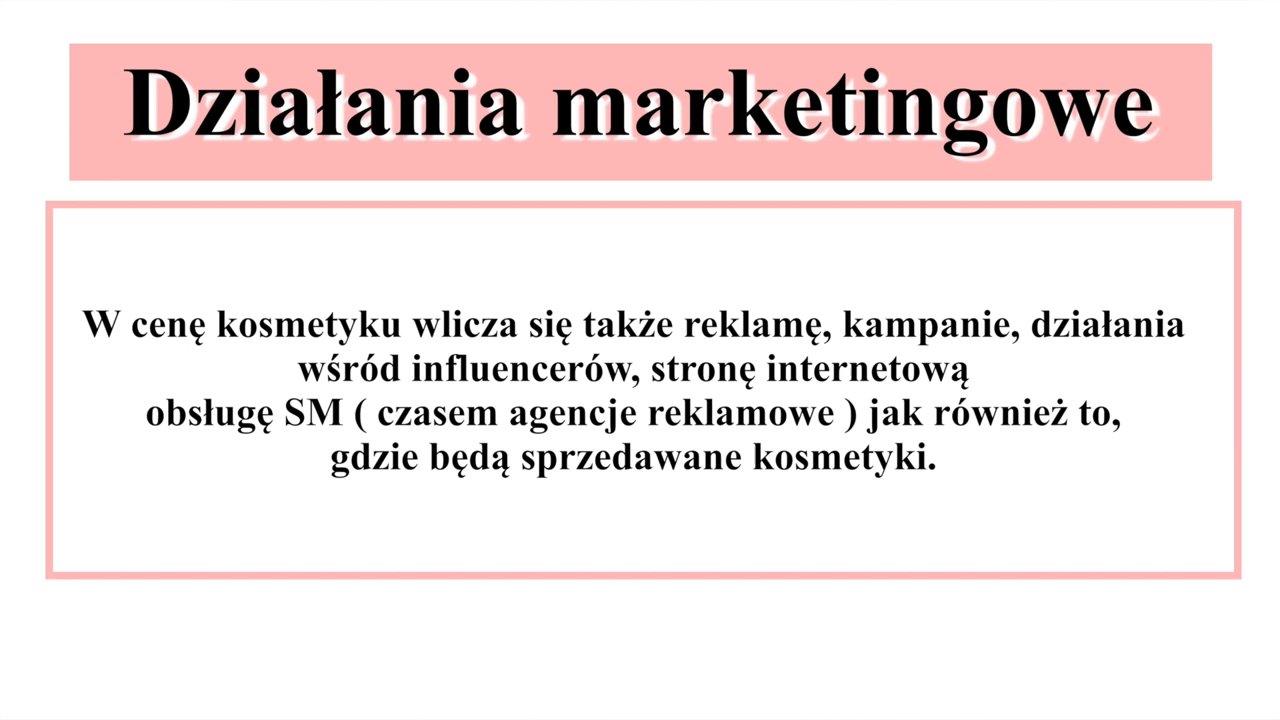 Działania marketingowe
W cenę kosmetyku wlicza się także reklamę, kampanie, działania
wśród influencerów, stronę internetową
obsługę SM ( czasem agencje reklamowe ) jak również to,
gdzie będą sprzedawane kosmetyki.